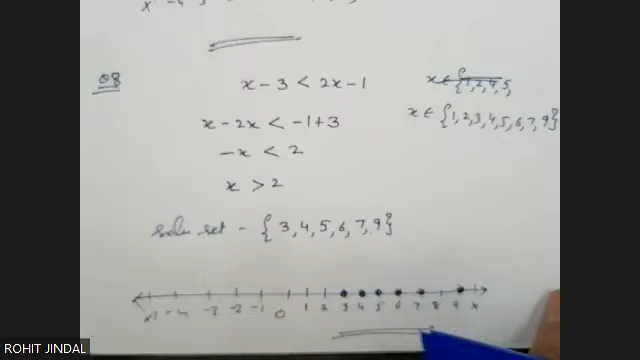 Q8
x - 3 < 2x - 1
x ∈ {1, 2, 4, 5,
x ∈ {1, 2, 3, 4, 5, 6, 7, 9}
x - 2x < -1 + 3
-x < 2
x > 2
Solu set - { 3, 4, 5, 6, 7, 9}
-4 -3 -2 -1 0 1 2 3 4 5 6 7 8 9
ROHIT JINDAL